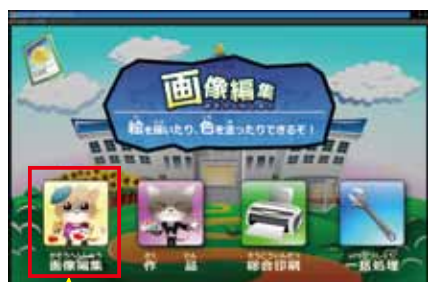 画像編集
絵を描いたり、色を塗ったりできるぞ！
画像編集
作品
総合印刷
一括処理